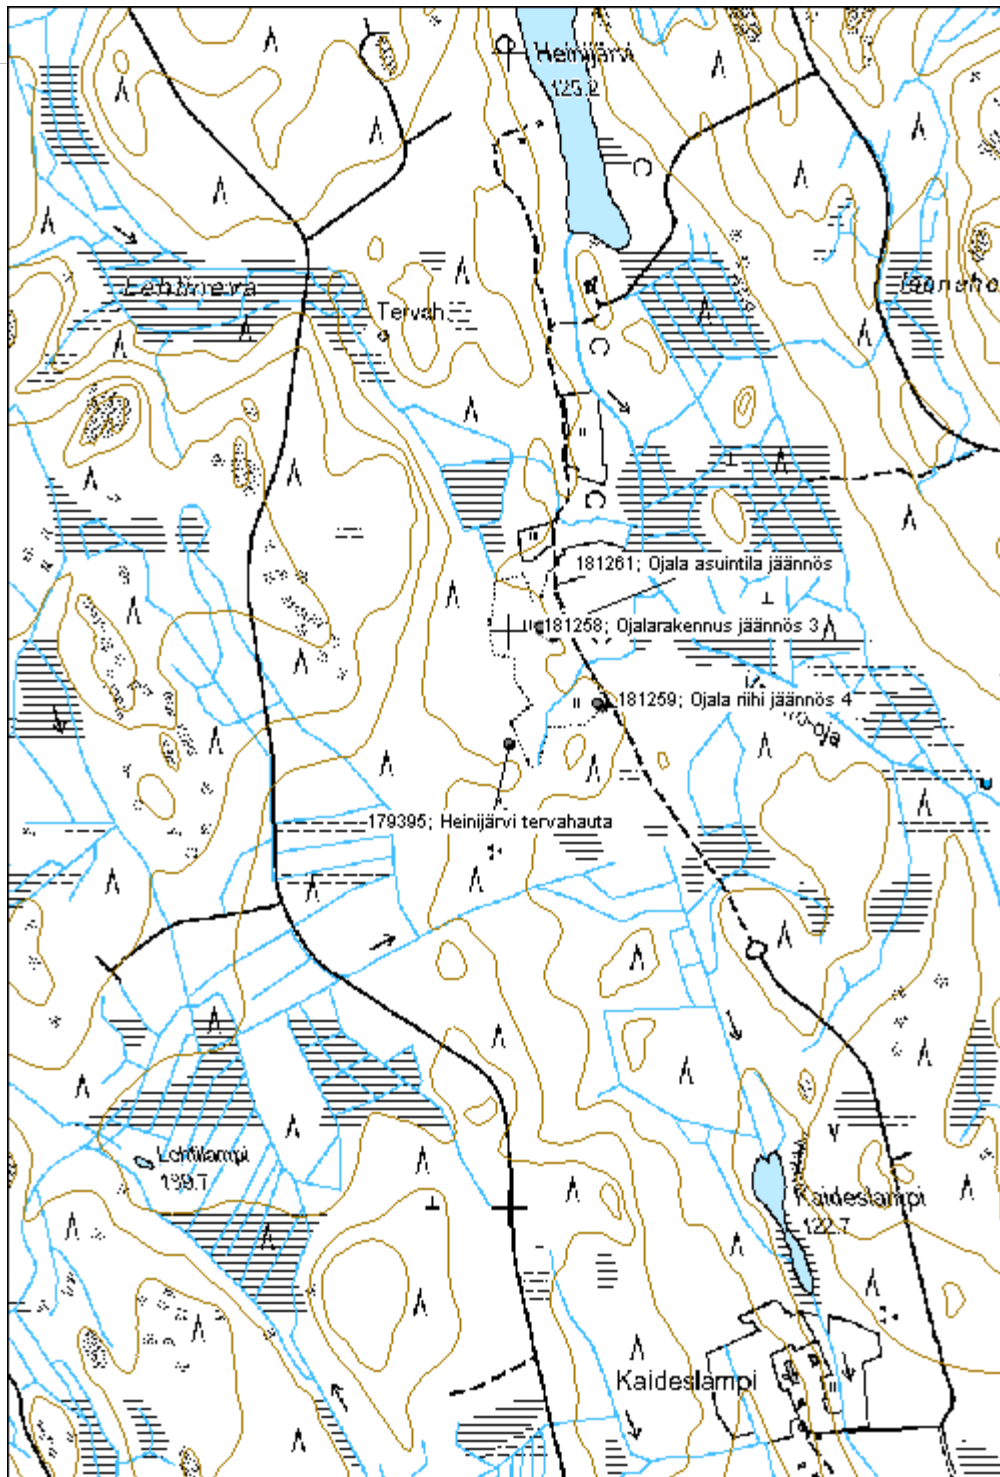 Heinijärvi
125.2
Lehtineva
Tervah.
181261; Ojala asuintila jäännös
181258; Ojalarakennus jäännös 3
181259; Ojala riihi jäännös 4
179395; Heinijärvi tervahauta
Lehtilampi
139.7
Kaideslampi
122.7
Kaideslampi